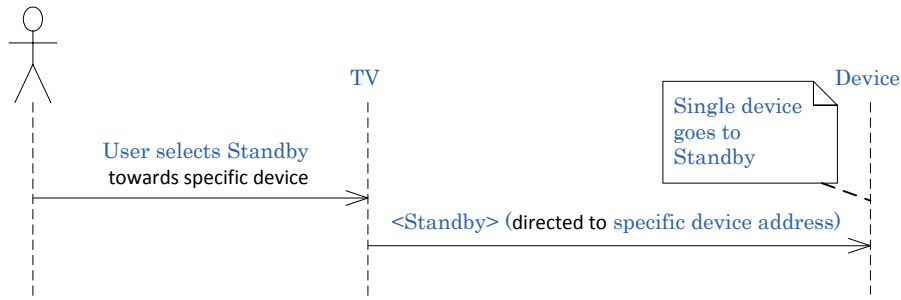 TV
Device
Single device
goes to
Standby
User selects Standby
towards specific device
<Standby> (directed to specific device address)